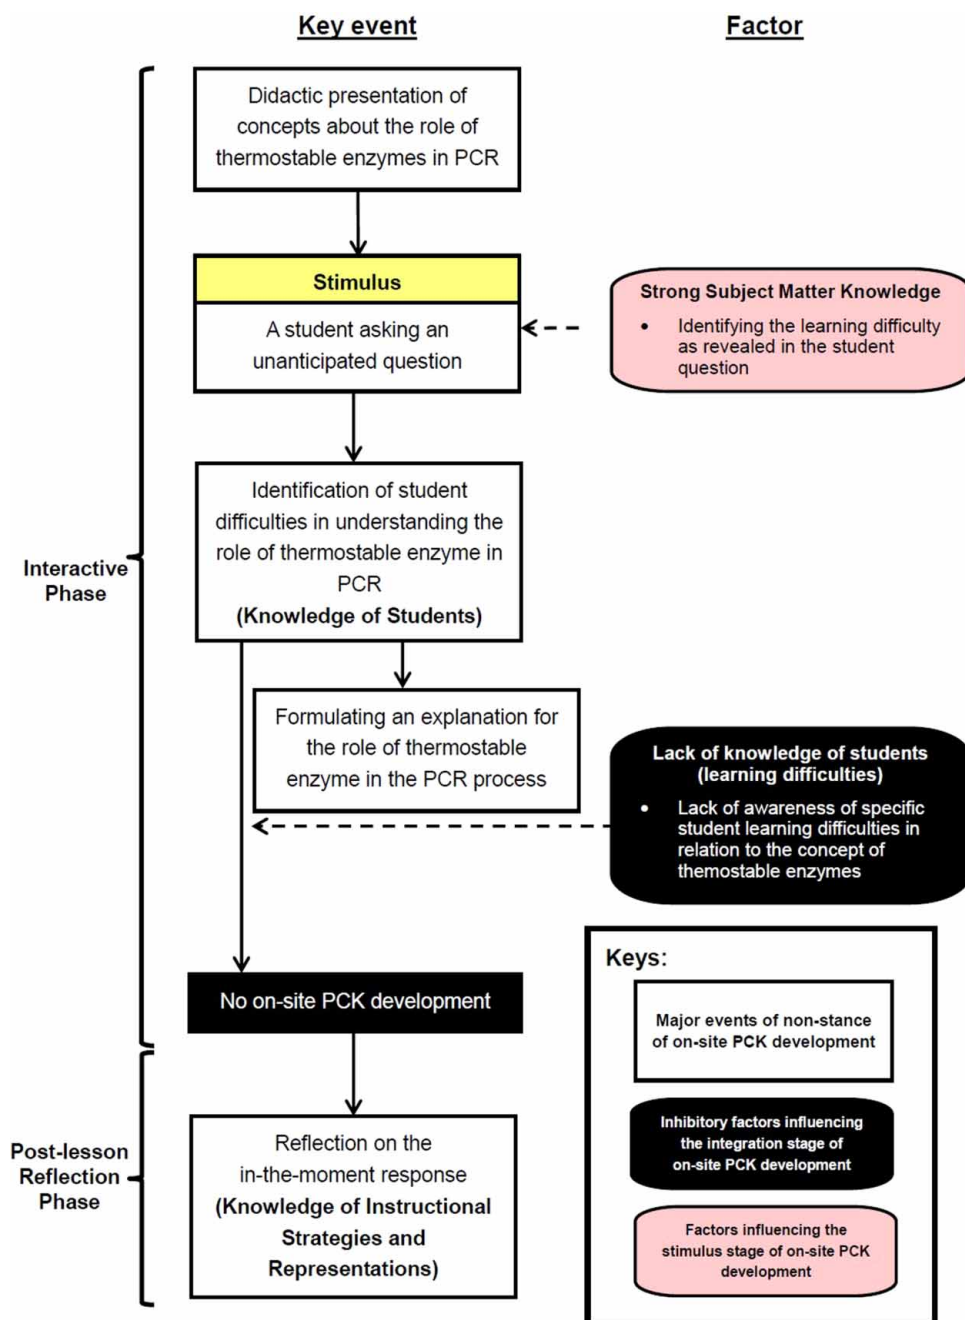 Key event
Factor
Didactic presentation of
concepts about the role of
thermostable enzymes in PCR
Stimulus
A student asking an
unanticipated question
Strong Subject Matter Knowledge
• Identifying the learning difficulty
as revealed in the student
question
Identification of student
difficulties in understanding the
role of thermostable enzyme in
PCR
(Knowledge of Students)
Interactive
Phase
Formulating an explanation for
the role of thermostable
enzyme in the PCR process
Lack of knowledge of students
(learning difficulties)
• Lack of awareness of specific
student learning difficulties in
relation to the concept of
themostable enzymes
No on-site PCK development
Post-lesson
Reflection
Phase
Reflection on the
in-the-moment response
(Knowledge of Instructional
Strategies and
Representations)
Keys:
Major events of non-stance
of on-site PCK development
Inhibitory factors influencing
the integration stage of
on-site PCK development
Factors influencing the
stimulus stage of on-site PCK
development